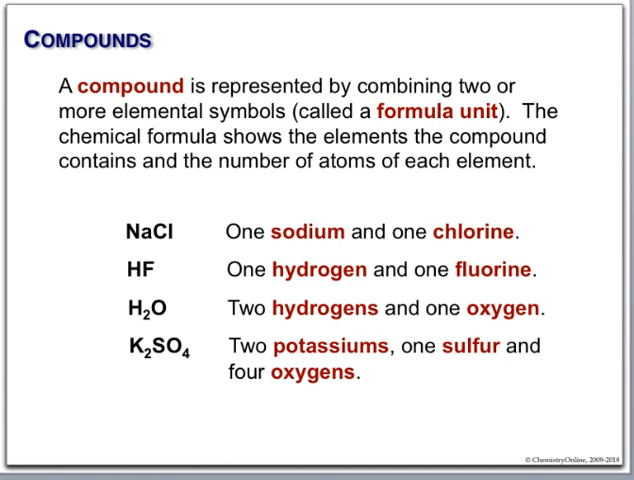 COMPOUNDS
A compound is represented by combining two or
more elemental symbols (called a formula unit). The
chemical formula shows the elements the compound
contains and the number of atoms of each element.
NaCl One sodium and one chlorine.
HF One hydrogen and one fluorine.
H₂O Two hydrogens and one oxygen.
K₂SO₄ Two potassiums, one sulfur and
four oxygens.
© ChemistryOnline, 2009-2018